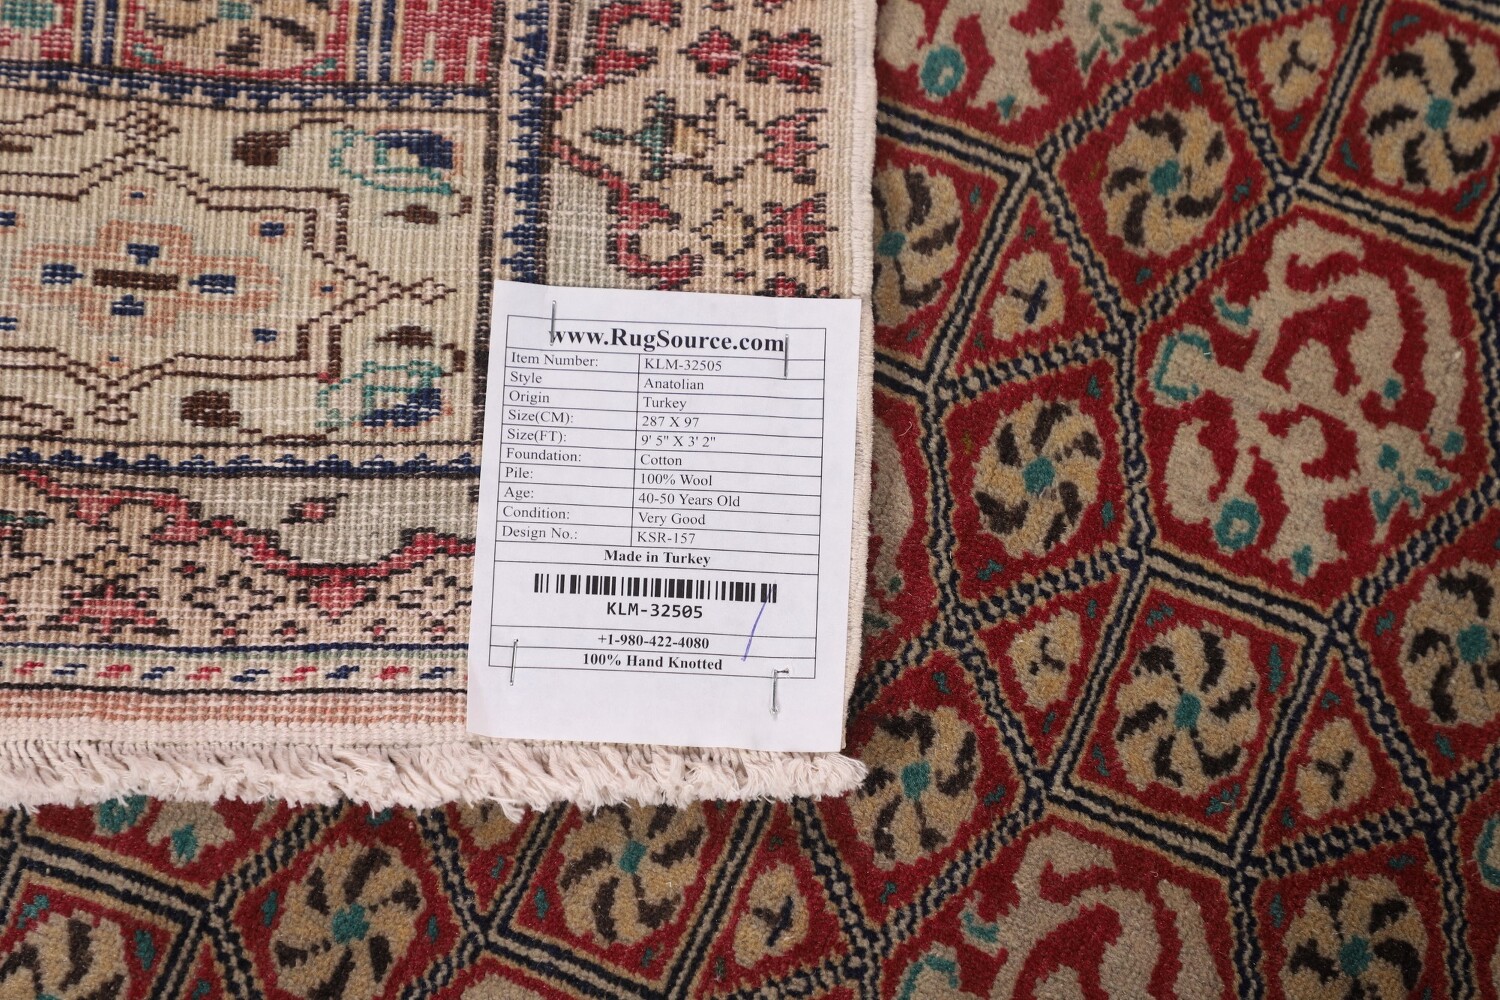 www.RugSource.com
Item Number: KLM-32505
Style Anatolian
Origin Turkey
Size(CM): 287 X 97
Size(FT): 9' 5" X 3' 2"
Foundation: Cotton
Pile: 100% Wool
Age: 40-50 Years Old
Condition: Very Good
Design No.: KSR-157
Made in Turkey
KLM-32505
+1-980-422-4080
100% Hand Knotted